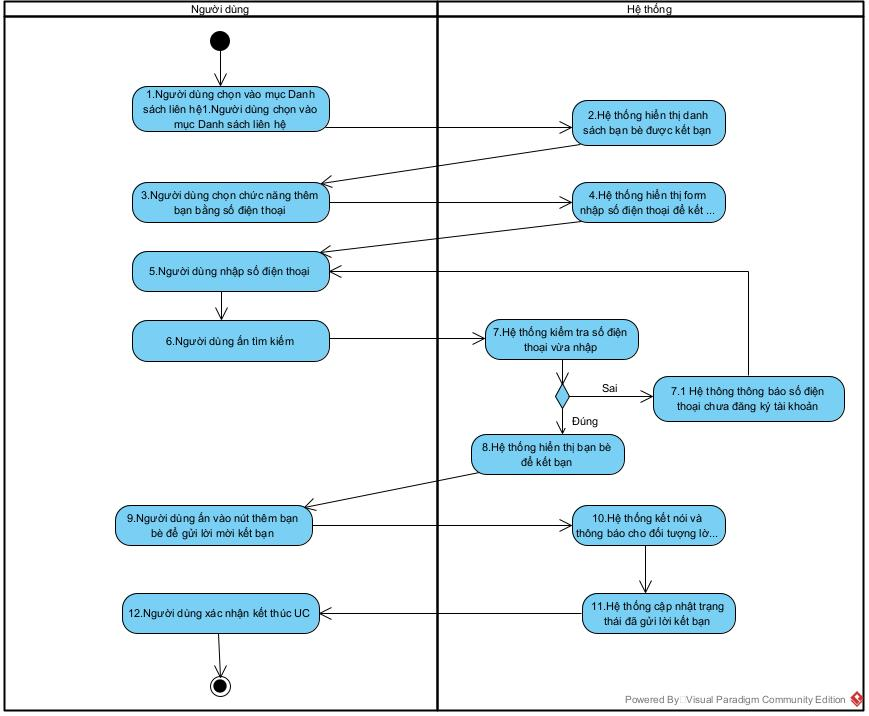 Người dùng
Hệ thống
1.Người dùng chọn vào mục Danh
sách liên hệ1.Người dùng chọn vào
mục Danh sách liên hệ
2.Hệ thống hiển thị danh
sách bạn bè được kết bạn
3.Người dùng chọn chức năng thêm
bạn bằng số điện thoại
4.Hệ thống hiển thị form
nhập số điện thoại để kết ...
5.Người dùng nhập số điện thoại
6.Người dùng ấn tìm kiếm
7.Hệ thống kiểm tra số điện
thoại vừa nhập
Sai
7.1 Hệ thông thông báo số điện
thoại chưa đăng ký tài khoản
Đúng
8.Hệ thống hiển thị bạn bè
để kết bạn
9.Người dùng ấn vào nút thêm bạn
bè để gửi lời mời kết bạn
10.Hệ thống kết nối và
thông báo cho đối tượng lờ...
11.Hệ thống cập nhật trạng
thái đã gửi lời kết bạn
12.Người dùng xác nhận kết thúc UC
Powered By Visual Paradigm Community Edition